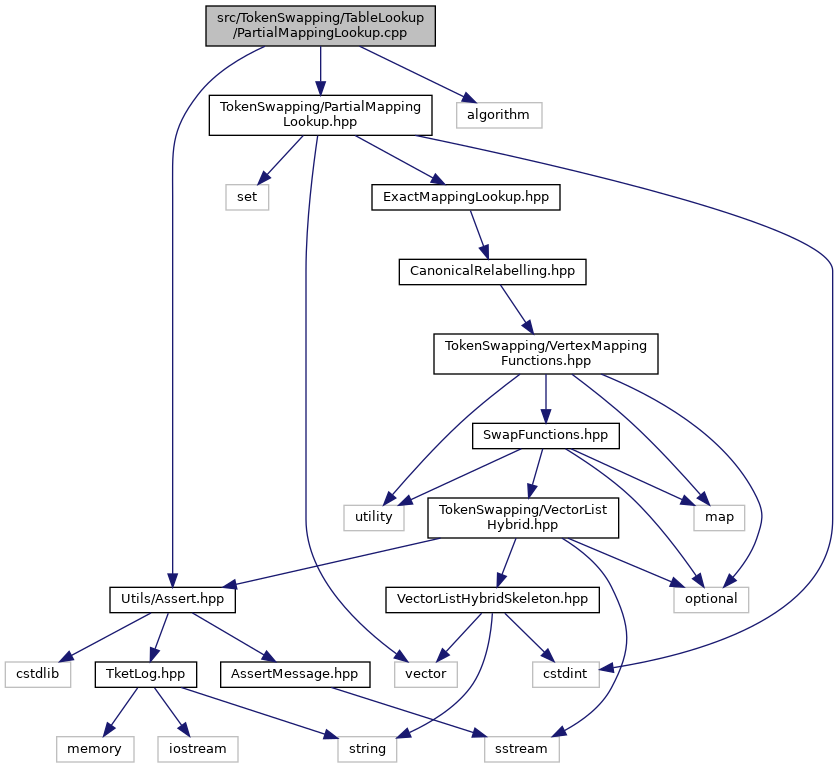 src/TokenSwapping/TableLookup
/PartialMappingLookup.cpp
TokenSwapping/PartialMapping
Lookup.hpp
algorithm
set
ExactMappingLookup.hpp
CanonicalRelabelling.hpp
TokenSwapping/VertexMapping
Functions.hpp
SwapFunctions.hpp
utility
TokenSwapping/VectorList
Hybrid.hpp
map
Utils/Assert.hpp
VectorListHybridSkeleton.hpp
optional
cstdlib
TketLog.hpp
AssertMessage.hpp
vector
cstdint
memory
iostream
string
sstream